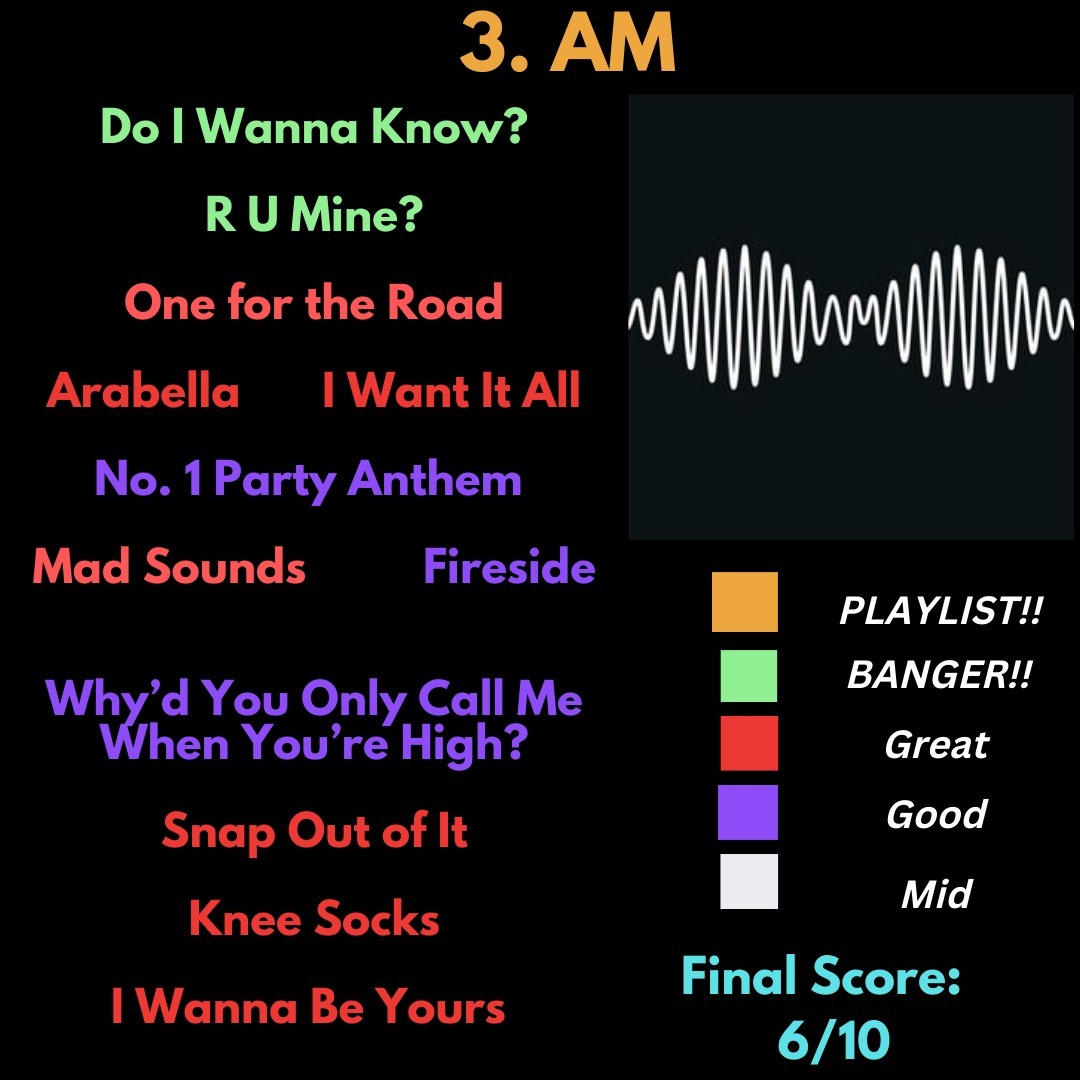 3. AM
Do I Wanna Know?
R U Mine?
One for the Road
Arabella I Want It All
No. 1 Party Anthem
Mad Sounds Fireside
Why’d You Only Call Me
When You’re High?
Snap Out of It
Knee Socks
I Wanna Be Yours
PLAYLIST!!
BANGER!!
Great
Good
Mid
Final Score:
6/10